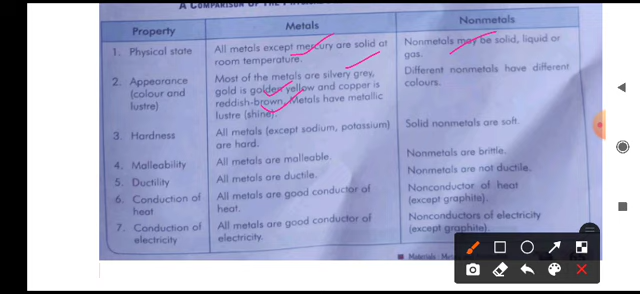 A COMPARISON OF THE
Property
Metals
Nonmetals
1. Physical state
All metals except mercury are solid at
room temperature.
Nonmetals may be solid, liquid or
gas.
2. Appearance
(colour and
lustre)
Most of the metals are silvery grey,
gold is golden yellow and copper is
reddish-brown. Metals have metallic
lustre (shine).
Different nonmetals have different
colours.
3. Hardness
All metals (except sodium, potassium)
are hard.
Solid nonmetals are soft.
4. Malleability
All metals are malleable.
Nonmetals are brittle.
5. Ductility
All metals are ductile.
Nonmetals are not ductile.
6. Conduction of
heat
All metals are good conductor of
heat.
Nonconductor of heat
(except graphite).
7. Conduction of
electricity
All metals are good conductor of
electricity.
Nonconductors of electricity
(except graphite).
Materials